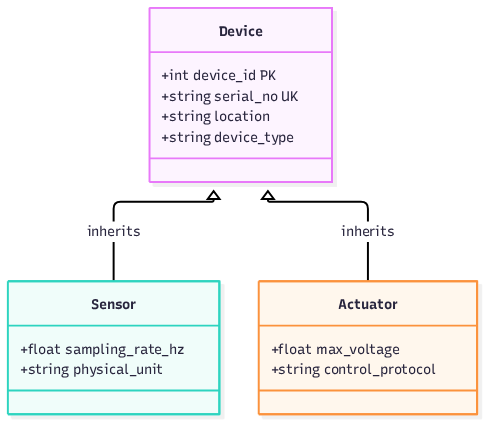 Device
+int device_id PK
+string serial_no UK
+string location
+string device_type
inherits
inherits
Sensor
+float sampling_rate_hz
+string physical_unit
Actuator
+float max_voltage
+string control_protocol